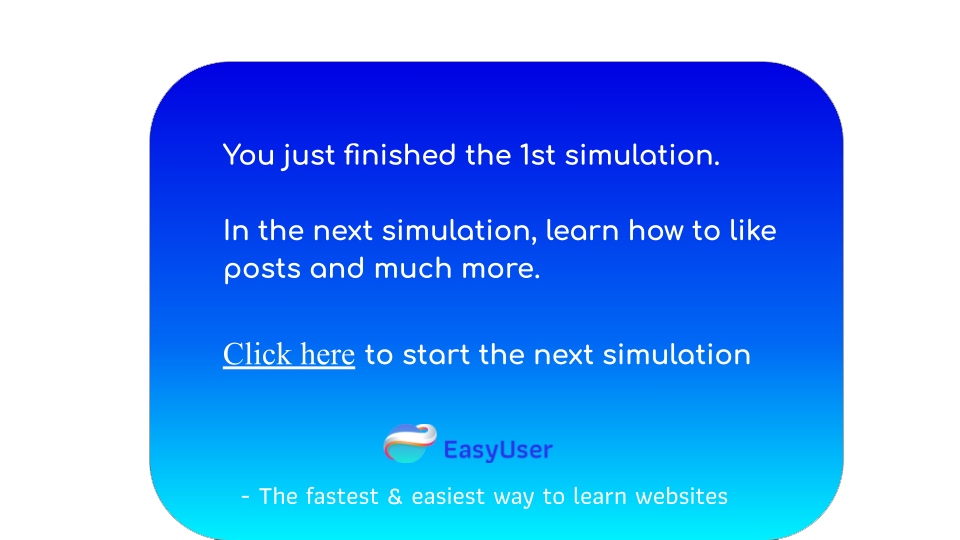 You just finished the 1st simulation.
In the next simulation, learn how to like
posts and much more.
Click here to start the next simulation
EasyUser
- The fastest & easiest way to learn websites